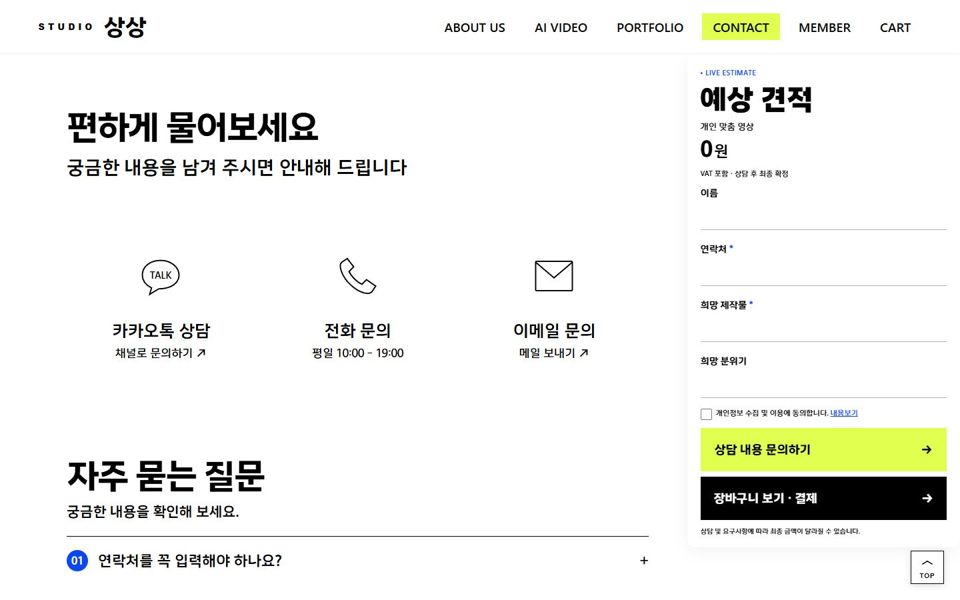 STUDIO 상상
ABOUT US AI VIDEO PORTFOLIO CONTACT MEMBER CART
편하게 물어보세요
궁금한 내용을 남겨 주시면 안내해 드립니다
TALK
카카오톡 상담
채널로 문의하기 ↗
전화 문의
평일 10:00 - 19:00
이메일 문의
메일 보내기 ↗
자주 묻는 질문
궁금한 내용을 확인해 보세요.
01 연락처를 꼭 입력해야 하나요? +
• LIVE ESTIMATE
예상 견적
개인 맞춤 영상
0원
VAT 포함 · 상담 후 최종 확정
이름
연락처 *
희망 제작물 *
희망 분위기
개인정보 수집 및 이용에 동의합니다. 내용보기
상담 내용 문의하기 →
장바구니 보기 · 결제 →
상담 및 요구사항에 따라 최종 금액이 달라질 수 있습니다.
TOP